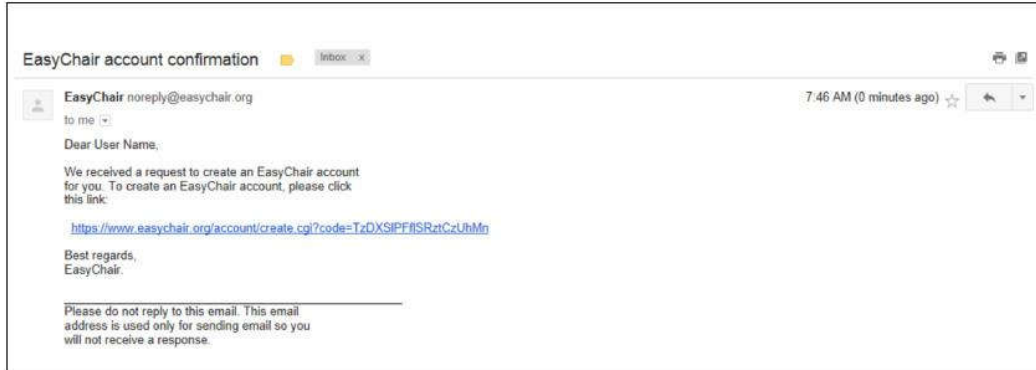 EasyChair account confirmation Inbox x
EasyChair noreply@easychair.org 7:46 AM (0 minutes ago)
to me
Dear User Name,
We received a request to create an EasyChair account
for you. To create an EasyChair account, please click
this link:
https://www.easychair.org/account/create.cgi?code=TzDXSlPFflSRztCzUhMn
Best regards,
EasyChair.
Please do not reply to this email. This email
address is used only for sending email so you
will not receive a response.